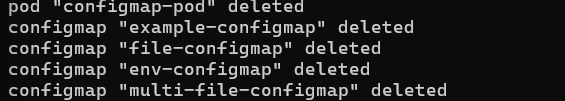 pod "configmap-pod" deleted
configmap "example-configmap" deleted
configmap "file-configmap" deleted
configmap "env-configmap" deleted
configmap "multi-file-configmap" deleted